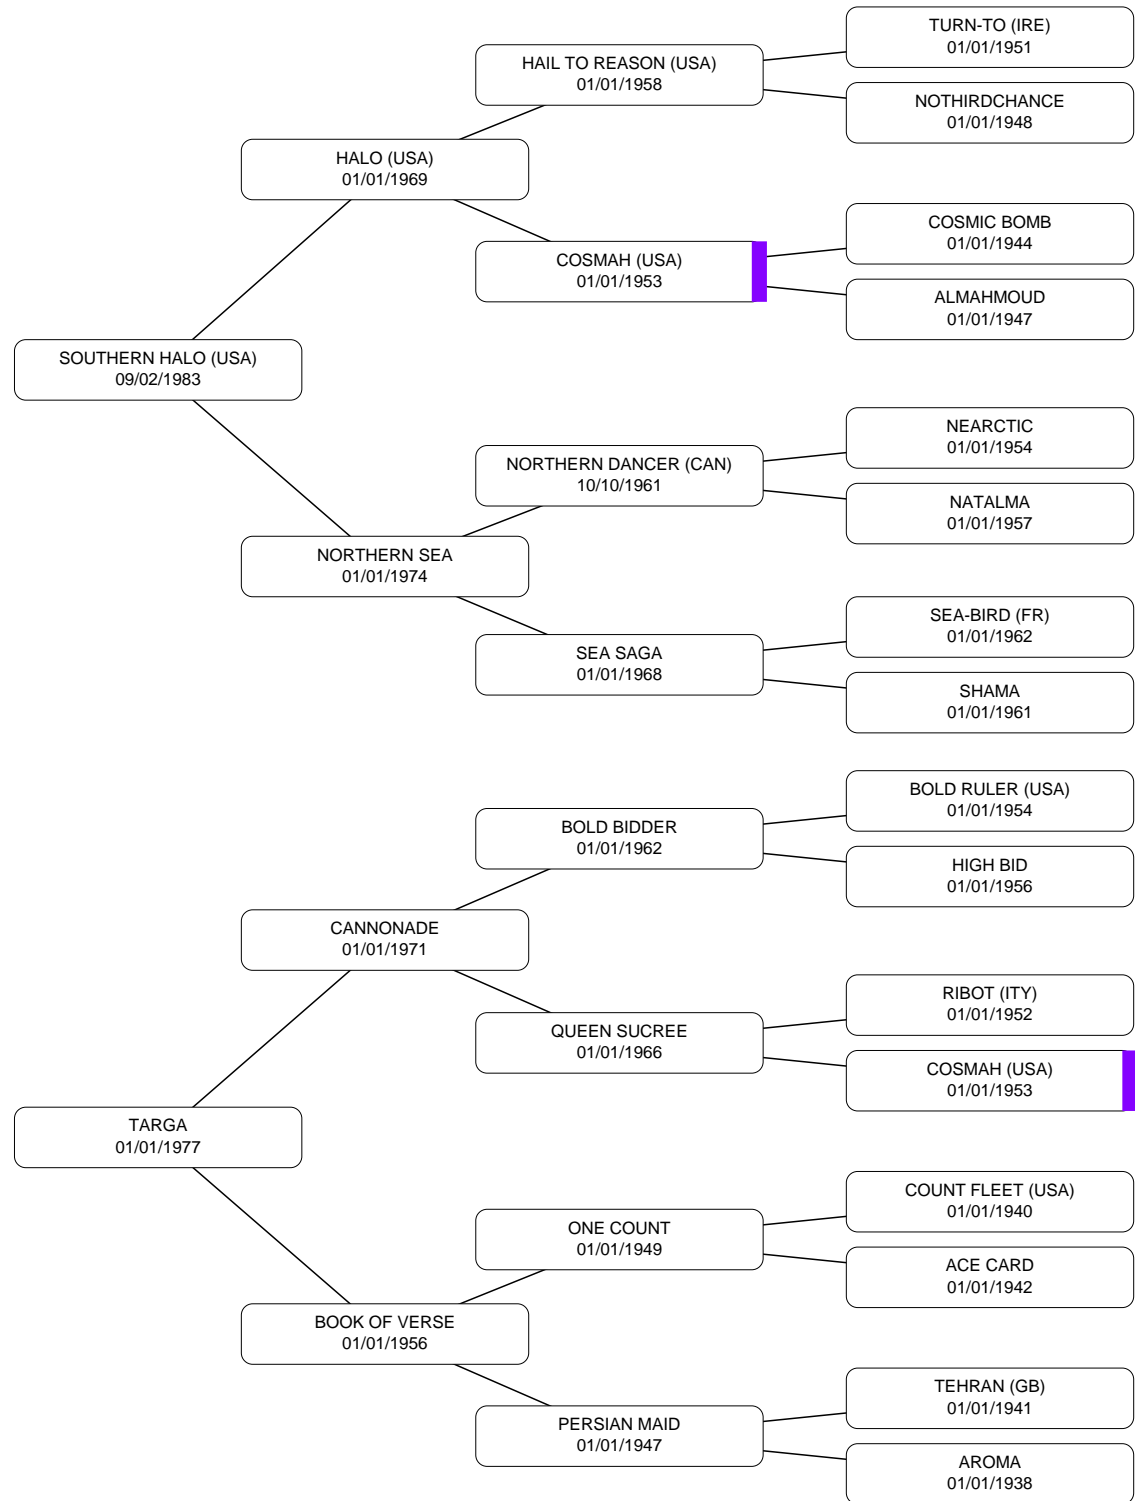 TURN-TO (IRE)
01/01/1951
HAIL TO REASON (USA)
01/01/1958
NOTHIRDCHANCE
01/01/1948
HALO (USA)
01/01/1969
COSMIC BOMB
01/01/1944
COSMAH (USA)
01/01/1953
ALMAHMOUD
01/01/1947
SOUTHERN HALO (USA)
09/02/1983
NEARCTIC
01/01/1954
NORTHERN DANCER (CAN)
10/10/1961
NATALMA
01/01/1957
NORTHERN SEA
01/01/1974
SEA-BIRD (FR)
01/01/1962
SEA SAGA
01/01/1968
SHAMA
01/01/1961
BOLD RULER (USA)
01/01/1954
BOLD BIDDER
01/01/1962
HIGH BID
01/01/1956
CANNONADE
01/01/1971
RIBOT (ITY)
01/01/1952
QUEEN SUCREE
01/01/1966
COSMAH (USA)
01/01/1953
TARGA
01/01/1977
COUNT FLEET (USA)
01/01/1940
ONE COUNT
01/01/1949
ACE CARD
01/01/1942
BOOK OF VERSE
01/01/1956
TEHRAN (GB)
01/01/1941
PERSIAN MAID
01/01/1947
AROMA
01/01/1938